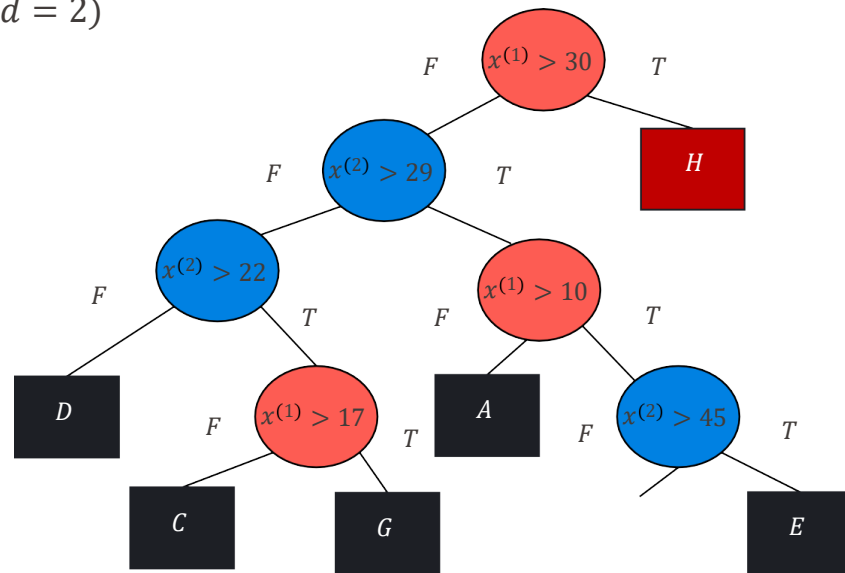 d = 2)
x⁽¹⁾ > 30
F
T
H
x⁽²⁾ > 29
F
T
x⁽²⁾ > 22
x⁽¹⁾ > 10
F
T
F
T
D
x⁽¹⁾ > 17
A
x⁽²⁾ > 45
F
T
F
T
C
G
E